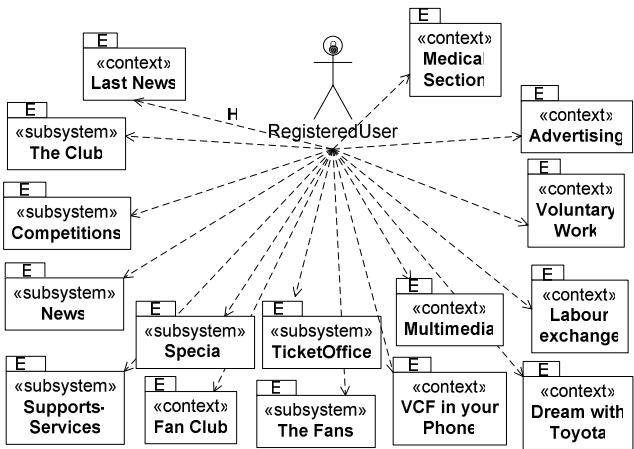 E
«context»
Last News
E
«context»
Medical
Section
E
«subsystem»
The Club
H
RegisteredUser
E
«context»
Advertising
E
«subsystem»
Competitions
E
«context»
Voluntary
Work
E
«subsystem»
News
E
«subsystem»
Specia
E
«subsystem»
TicketOffice
E
«context»
Multimedia
E
«context»
Labour
exchange
E
«subsystem»
Supports-
Services
E
«context»
Fan Club
E
«subsystem»
The Fans
E
«context»
VCF in your
Phone
E
«context»
Dream with
Toyota